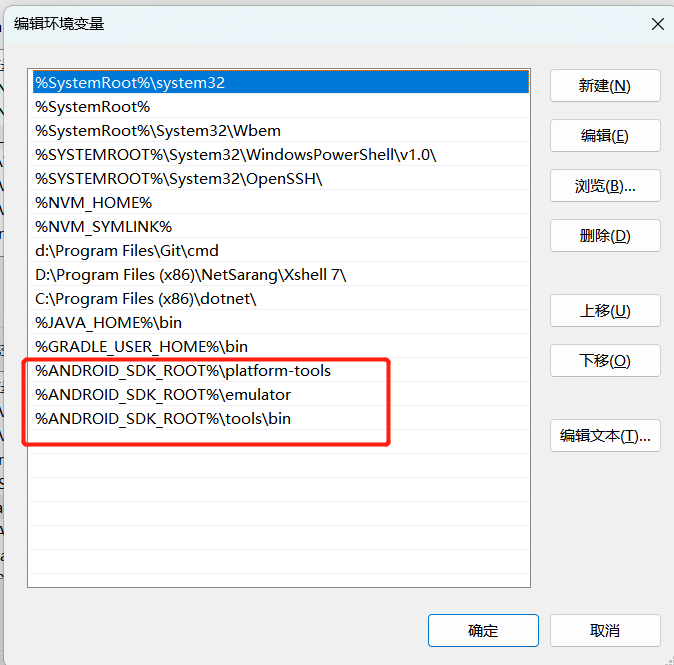 编辑环境变量
%SystemRoot%\system32
%SystemRoot%
%SystemRoot%\System32\Wbem
%SYSTEMROOT%\System32\WindowsPowerShell\v1.0\
%SYSTEMROOT%\System32\OpenSSH\
%NVM_HOME%
%NVM_SYMLINK%
d:\Program Files\Git\cmd
D:\Program Files (x86)\NetSarang\Xshell 7\
C:\Program Files (x86)\dotnet\
%JAVA_HOME%\bin
%GRADLE_USER_HOME%\bin
%ANDROID_SDK_ROOT%\platform-tools
%ANDROID_SDK_ROOT%\emulator
%ANDROID_SDK_ROOT%\tools\bin
新建(N)
编辑(E)
浏览(B)...
删除(D)
上移(U)
下移(O)
编辑文本(T)...
确定
取消